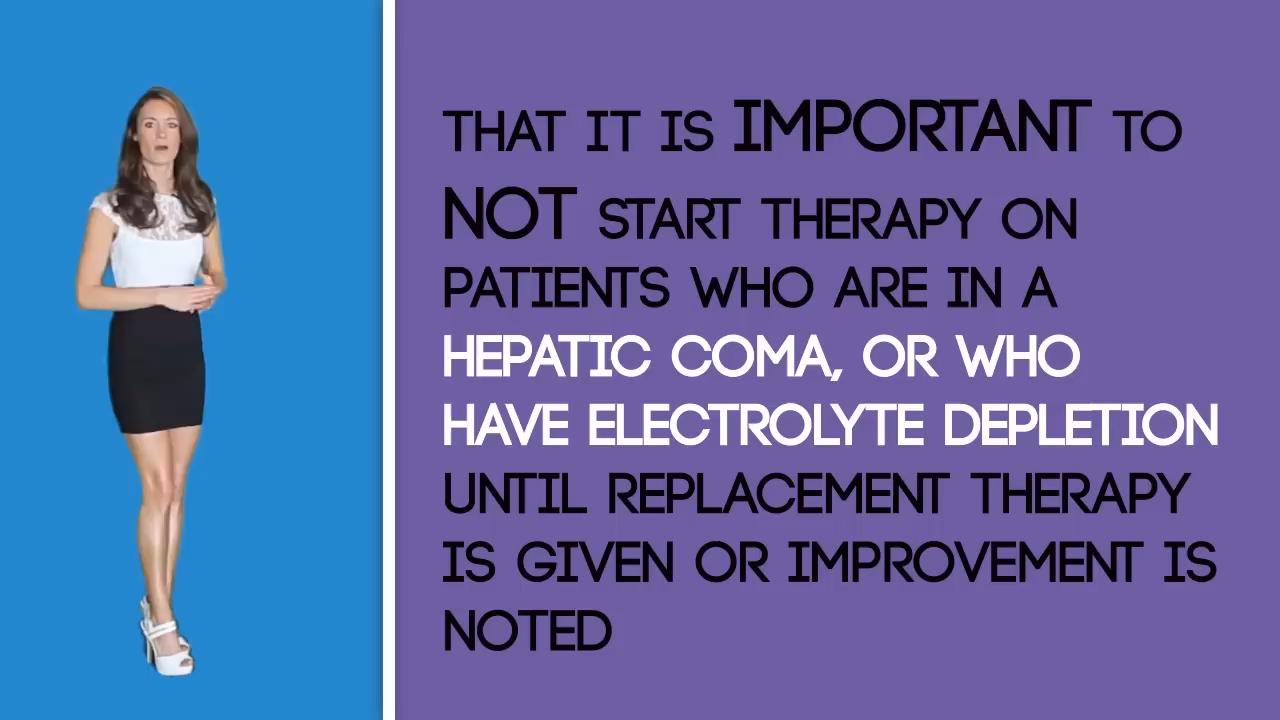 THAT IT IS IMPORTANT TO
NOT START THERAPY ON
PATIENTS WHO ARE IN A
HEPATIC COMA, OR WHO
HAVE ELECTROLYTE DEPLETION
UNTIL REPLACEMENT THERAPY
IS GIVEN OR IMPROVEMENT IS
NOTED